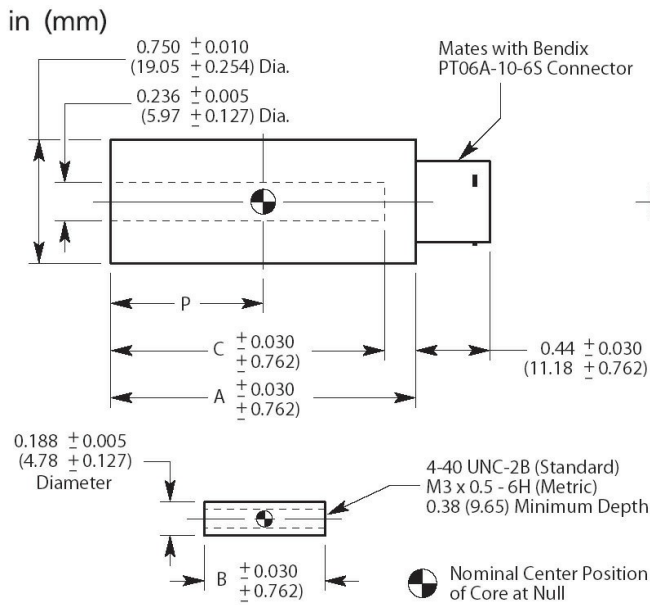 in (mm)
0.750 ± 0.010
(19.05 ± 0.254) Dia.
0.236 ± 0.005
(5.97 ± 0.127) Dia.
Mates with Bendix
PT06A-10-6S Connector
P
C ± 0.030
± 0.762)
A ± 0.030
± 0.762)
0.44 ± 0.030
(11.18 ± 0.762)
0.188 ± 0.005
(4.78 ± 0.127)
Diameter
4-40 UNC-2B (Standard)
M3 x 0.5 - 6H (Metric)
0.38 (9.65) Minimum Depth
B ± 0.030
± 0.762)
Nominal Center Position
of Core at Null